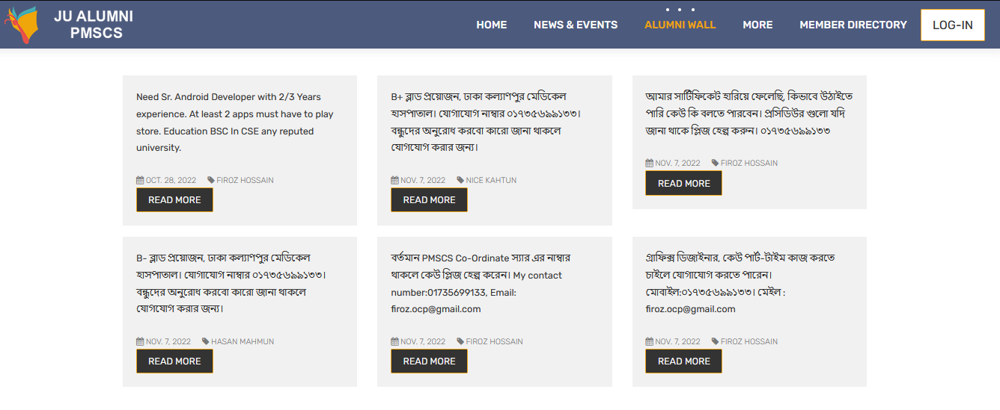 JU ALUMNI
PMSCS
HOME
NEWS & EVENTS
ALUMNI WALL
MORE
MEMBER DIRECTORY
LOG-IN
Need Sr. Android Developer with 2/3 Years
experience. At least 2 apps must have to play
store. Education BSC In CSE any reputed
university.
OCT. 28, 2022 FIROZ HOSSAIN
READ MORE
B+ ব্লাড প্রয়োজন, ঢাকা কল্যাণপুর মেডিকেল
হাসপাতাল। যোগাযোগ নাম্বার ০১৭৩৫৬৯৯১৩৩।
বন্ধুদের অনুরোধ করবো কারো জানা থাকলে
যোগযোগ করার জন্য।
NOV. 7, 2022 NICE KAHTUN
READ MORE
আমার সার্টিফিকেট হারিয়ে ফেলেছি, কিভাবে উঠাইতে
পারি কেউ কি বলতে পারবেন। প্রসিডিউর গুলো যদি
জানা থাকে প্লিজ হেল্প করুন। ০১৭৩৫৬৯৯১৩৩
NOV. 7, 2022 FIROZ HOSSAIN
READ MORE
B- ব্লাড প্রয়োজন, ঢাকা কল্যাণপুর মেডিকেল
হাসপাতাল। যোগাযোগ নাম্বার ০১৭৩৫৬৯৯১৩৩।
বন্ধুদের অনুরোধ করবো কারো জানা থাকলে
যোগযোগ করার জন্য।
NOV. 7, 2022 HASAN MAHMUN
READ MORE
বর্তমান PMSCS Co-Ordinate স্যার এর নাম্বার
থাকলে কেউ প্লিজ হেল্প করেন। My contact
number:01735699133, Email:
firoz.ocp@gmail.com
NOV. 7, 2022 FIROZ HOSSAIN
READ MORE
গ্রাফিক্স ডিজাইনার, কেউ পার্ট-টাইম কাজ করতে
চাইলে যোগাযোগ করতে পারেন।
মোবাইল:০১৭৩৫৬৯৯১৩৩। মেইল :
firoz.ocp@gmail.com
NOV. 7, 2022 FIROZ HOSSAIN
READ MORE